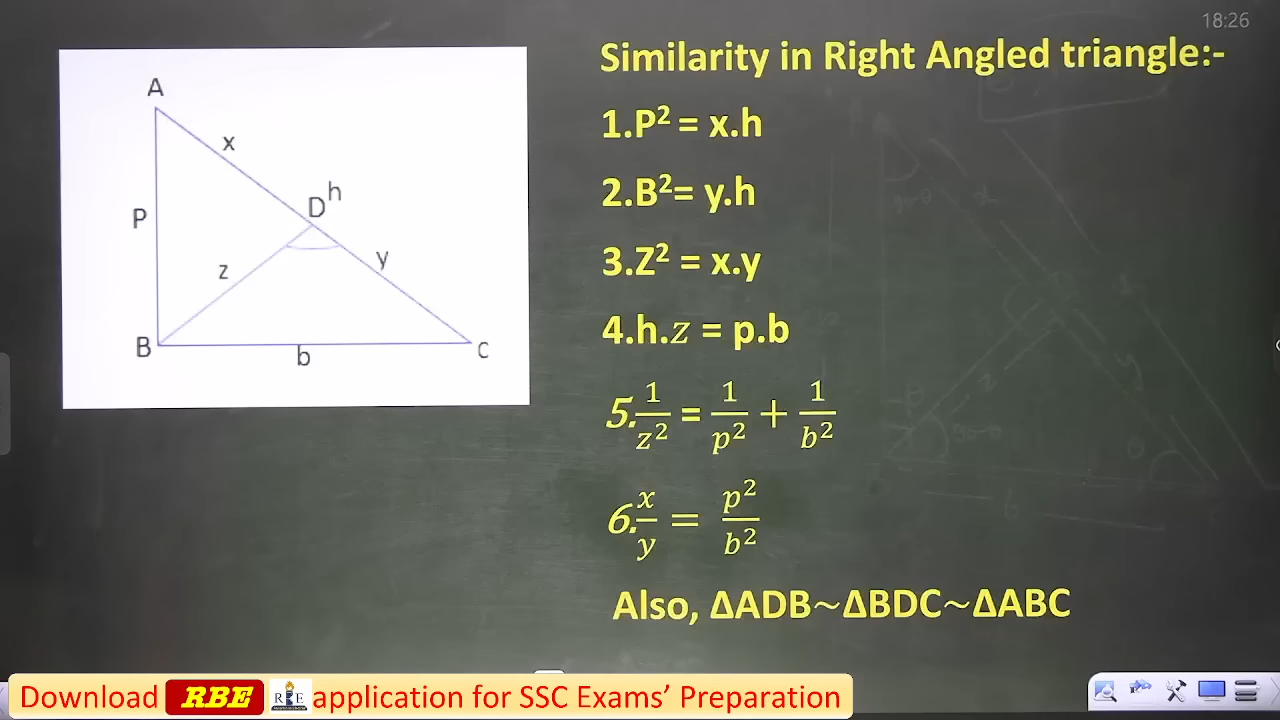 18:26
Similarity in Right Angled triangle:-
A
x
h
D
P
z
y
B
b
c
1.P² = x.h
2.B²= y.h
3.Z² = x.y
4.h.z = p.b
5. 1/z² = 1/p² + 1/b²
6. x/y = p²/b²
Also, ΔADB~ΔBDC~ΔABC
Download RBE RBE application for SSC Exams’ Preparation